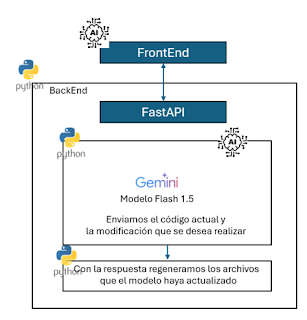 AI
FrontEnd
python
BackEnd
FastAPI
python
AI
Gemini
Modelo Flash 1.5
Enviamos el código actual y
la modificación que se desea realizar
python
Con la respuesta regeneramos los archivos
que el modelo haya actualizado